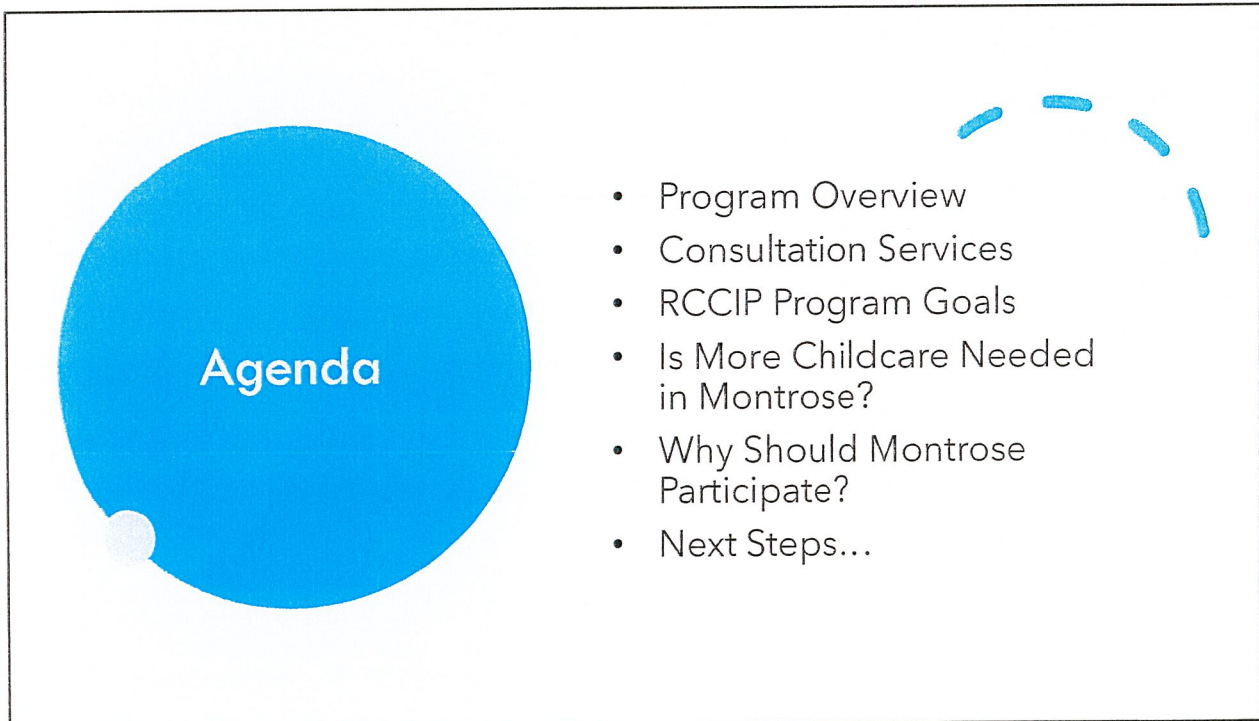 Agenda
• Program Overview
• Consultation Services
• RCCIP Program Goals
• Is More Childcare Needed
in Montrose?
• Why Should Montrose
Participate?
• Next Steps...